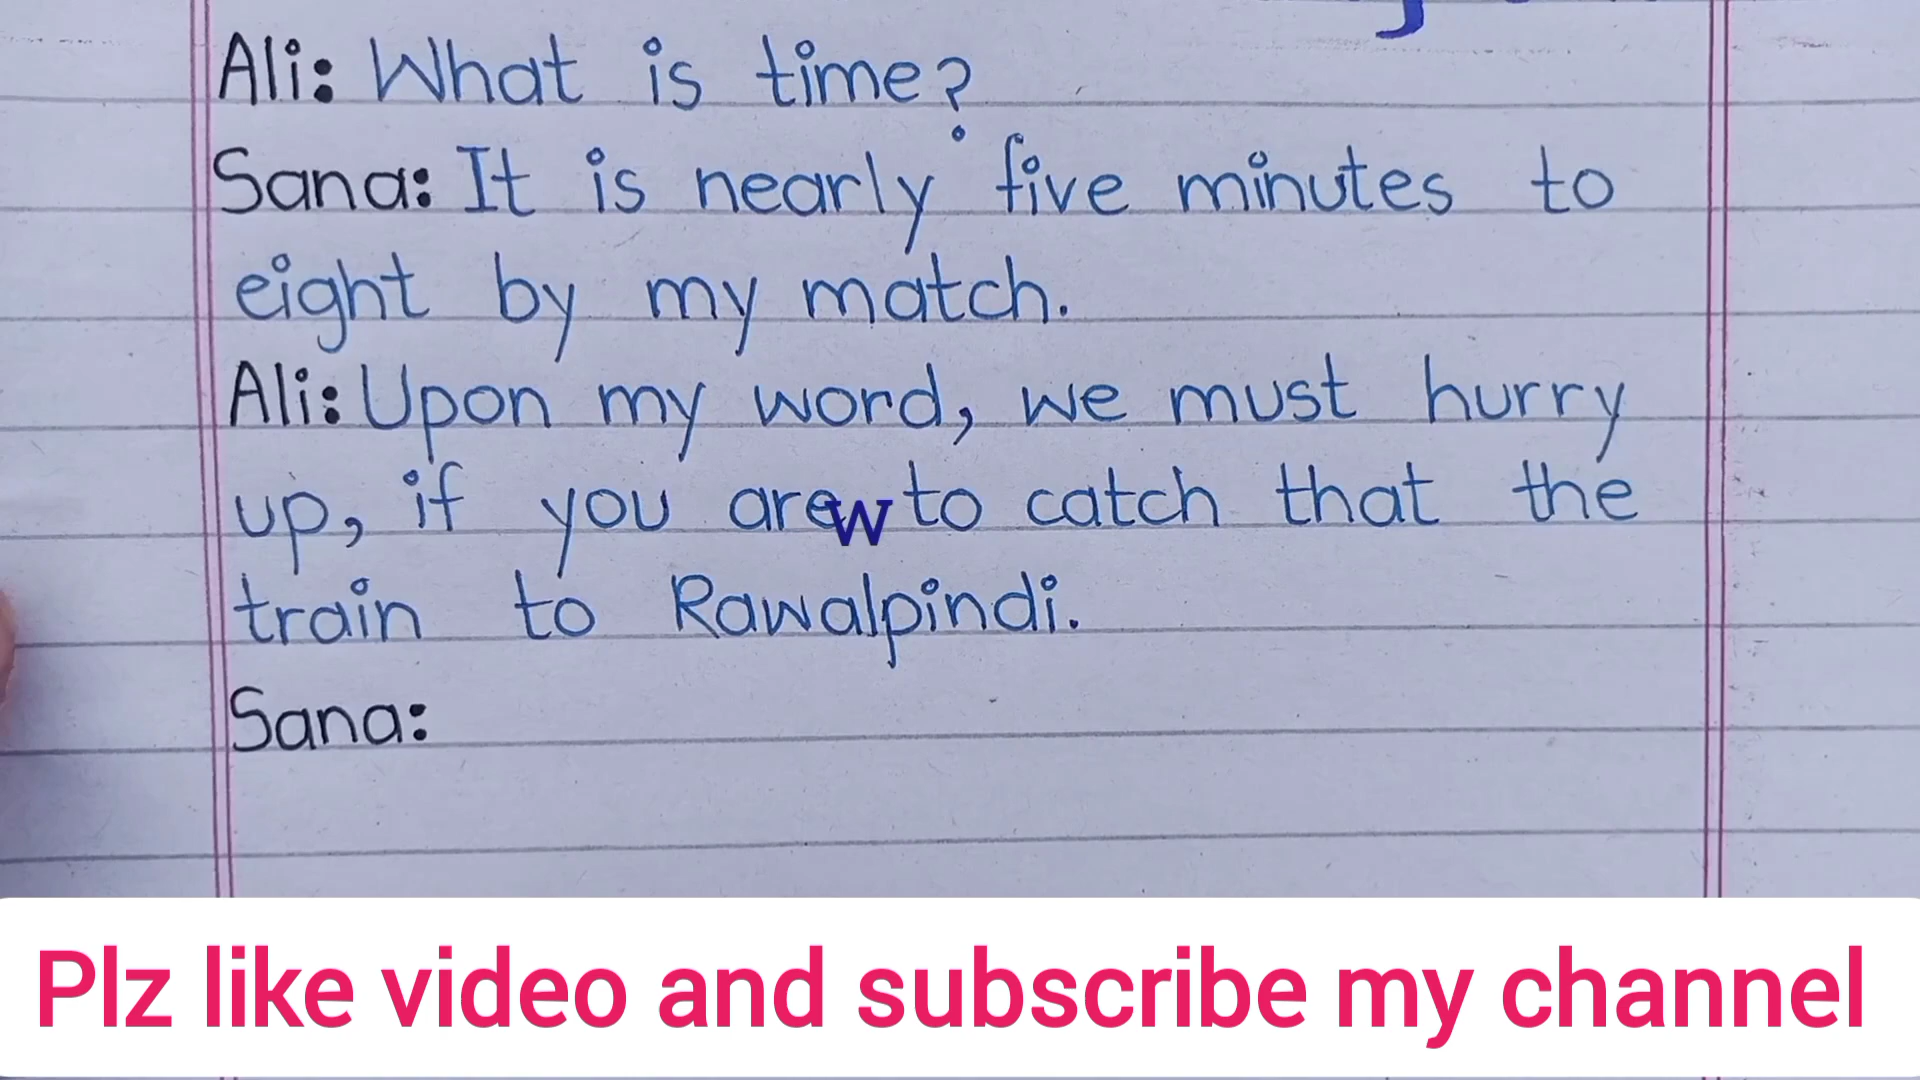 Ali: What is time?
Sana: It is nearly five minutes to
eight by my match.
Ali: Upon my word, we must hurry
up, if you are w to catch that the
train to Rawalpindi.
Sana:
Plz like video and subscribe my channel